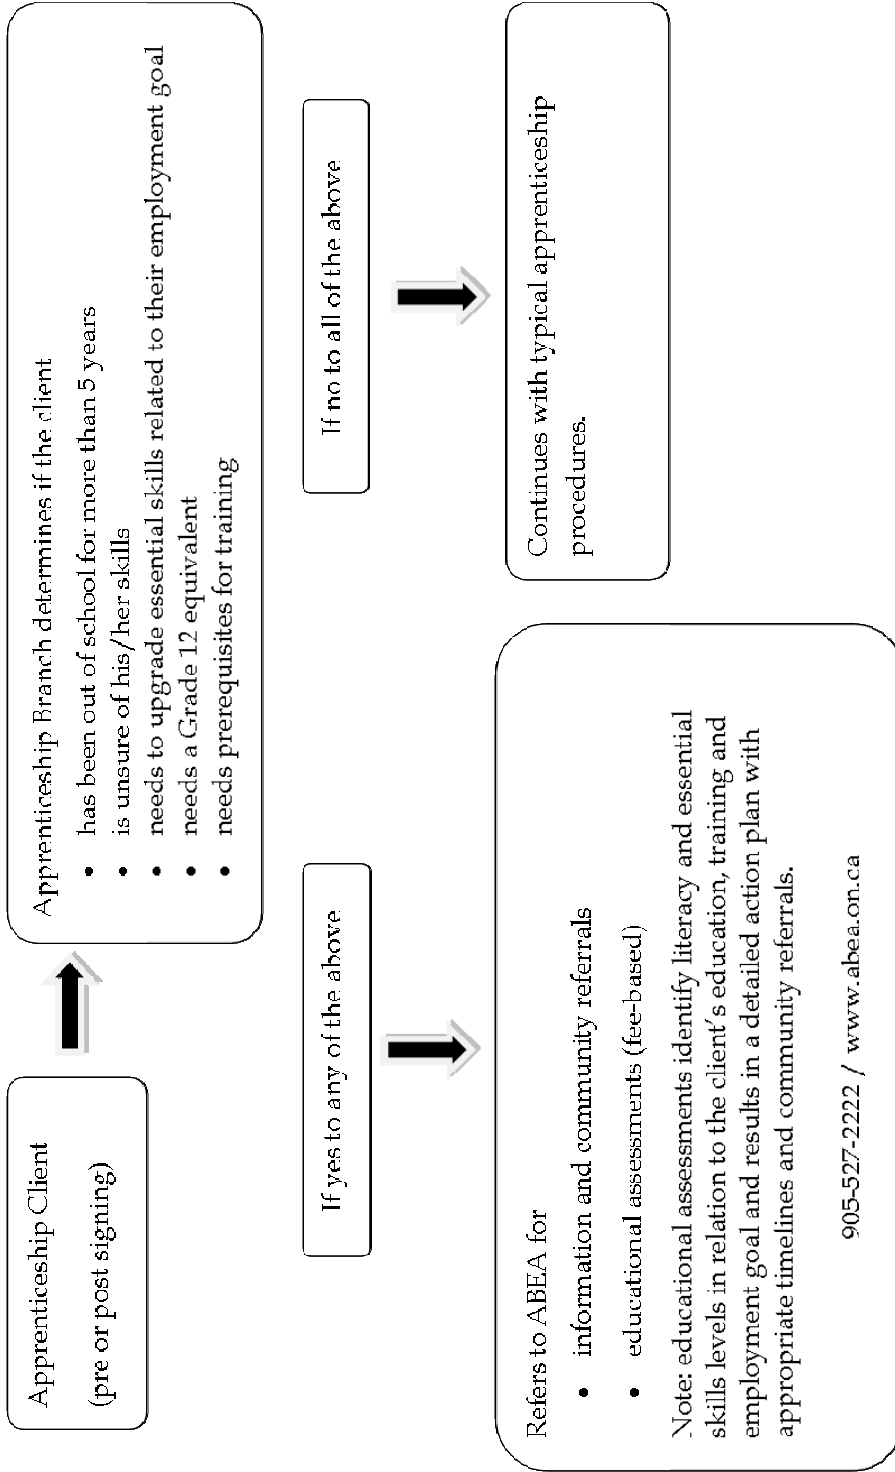 Apprenticeship Client
(pre or post signing)
Apprenticeship Branch determines if the client
• has been out of school for more than 5 years
• is unsure of his/her skills
• needs to upgrade essential skills related to their employment goal
• needs a Grade 12 equivalent
• needs prerequisites for training
If yes to any of the above
If no to all of the above
Refers to ABEA for
• information and community referrals
• educational assessments (fee-based)
Note: educational assessments identify literacy and essential
skills levels in relation to the client's education, training and
employment goal and results in a detailed action plan with
appropriate timelines and community referrals.
905-527-2222 / www.abea.on.ca
Continues with typical apprenticeship
procedures.